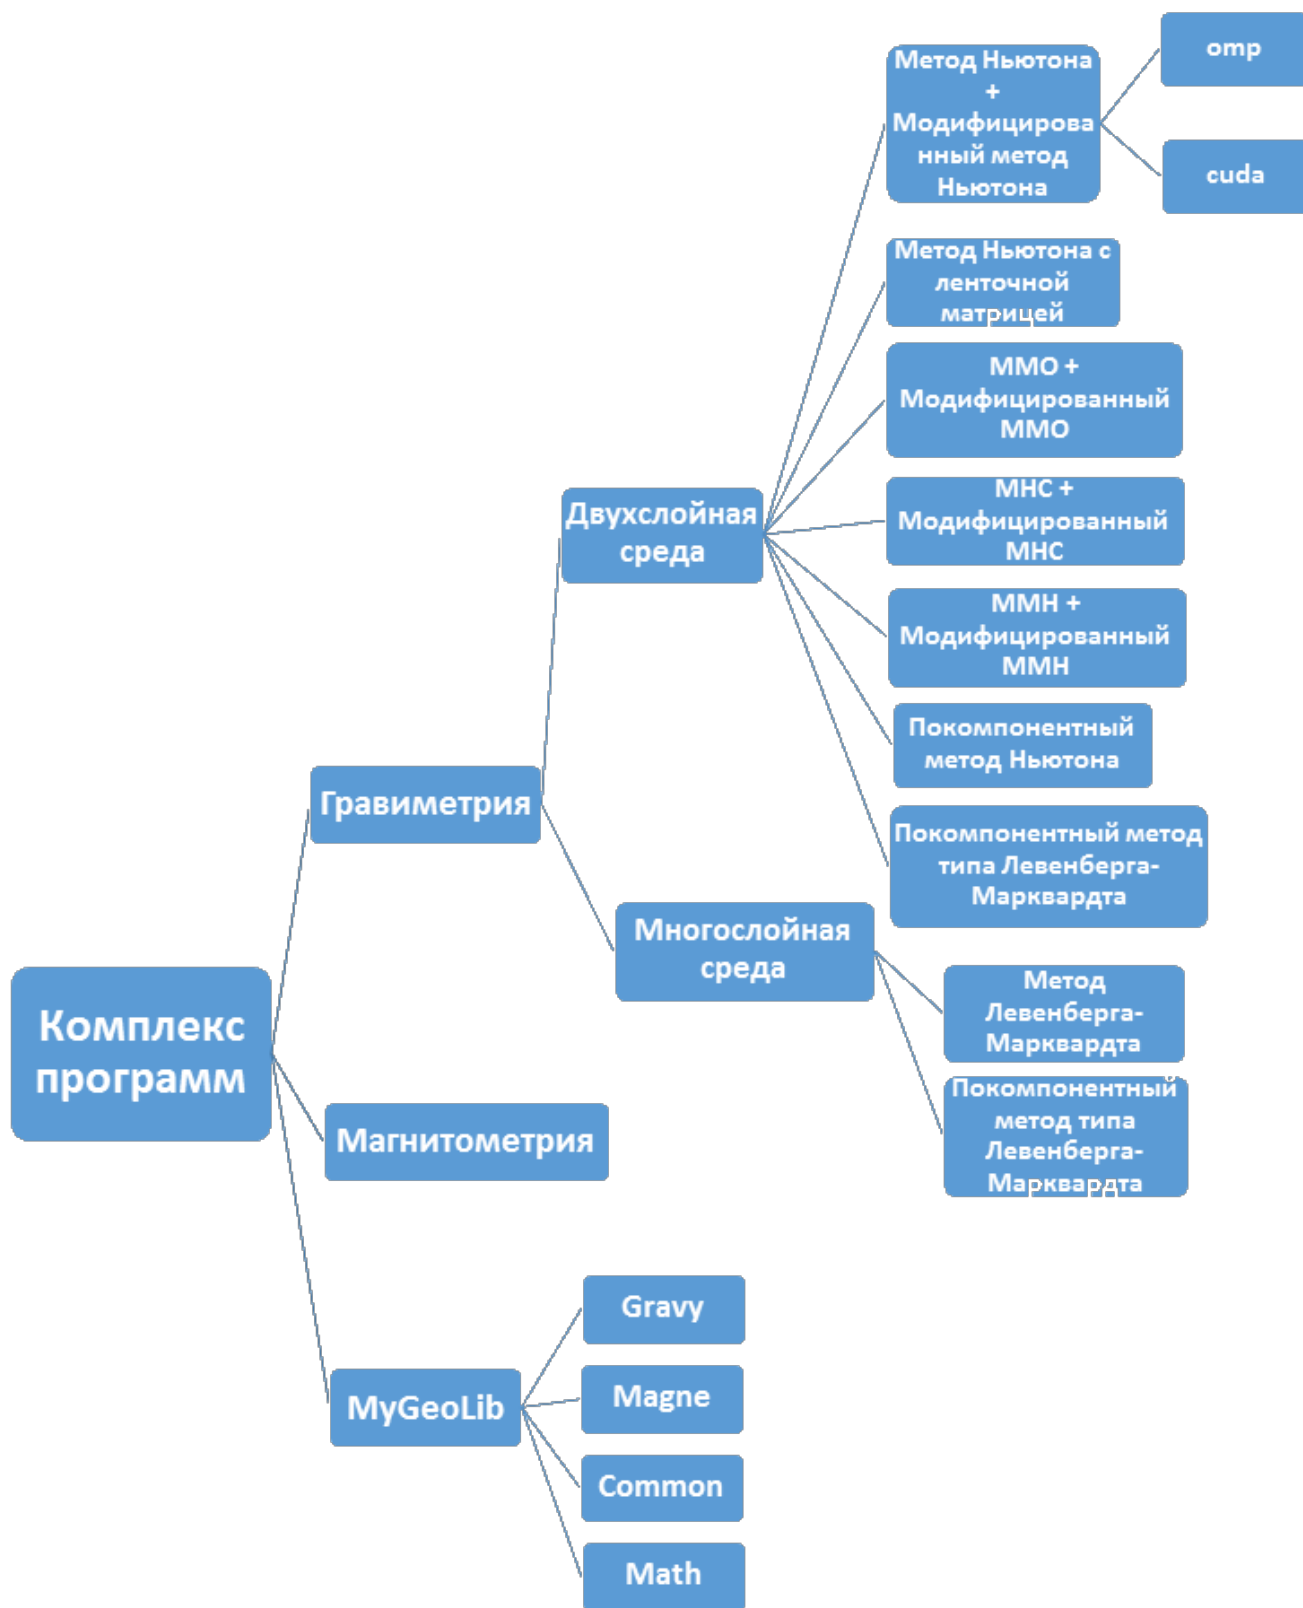 omp
Метод Ньютона
+
Модифицирова
нный метод
Ньютона
cuda
Метод Ньютона с
ленточной
матрицей
ММО +
Модифицированный
ММО
МНС +
Модифицированный
МНС
Двухслойная
среда
ММН +
Модифицированный
ММН
Покомпонентный
метод Ньютона
Гравиметрия
Покомпонентный метод
типа Левенберга-
Марквардта
Многослойная
среда
Метод
Левенберга-
Марквардта
Комплекс
программ
Покомпонентный
метод типа
Левенберга-
Марквардта
Магнитометрия
Gravy
Magne
MyGeoLib
Common
Math